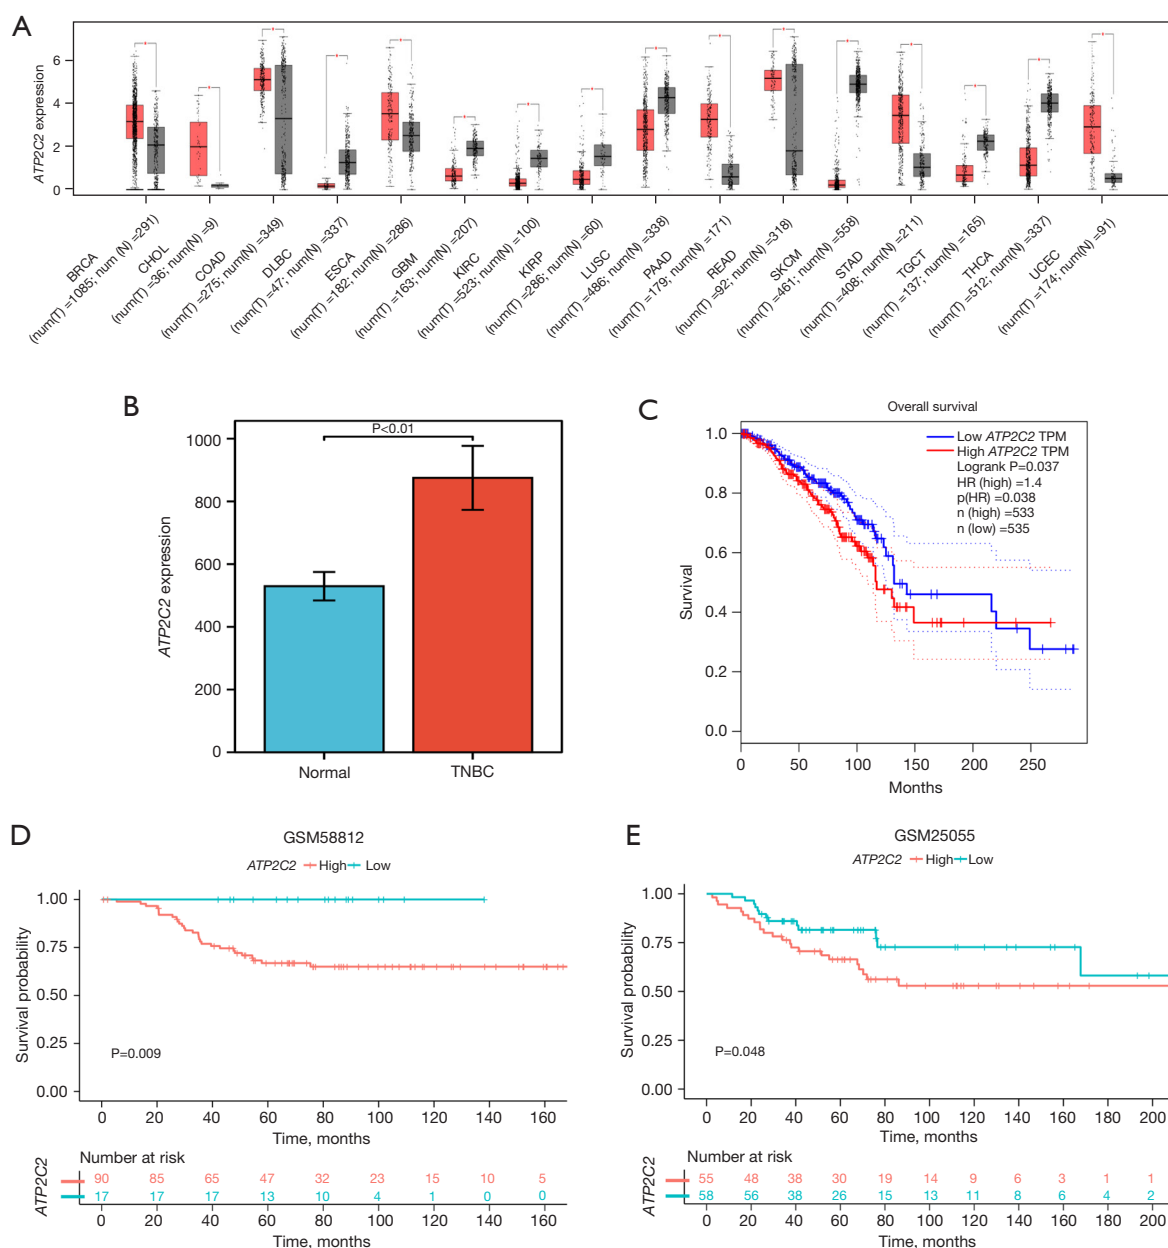 A
ATP2C2 expression
6
4
2
0
BRCA
(num(T) =1085; num (N) =291)
CHOL
(num(T) =36; num(N) =9)
COAD
(num(T) =275; num(N) =349)
DLBC
(num(T) =47; num(N) =337)
ESCA
(num(T) =182; num(N) =286)
GBM
(num(T) =163; num(N) =207)
KIRC
(num(T) =523; num(N) =100)
KIRP
(num(T) =286; num(N) =60)
LUSC
(num(T) =486; num(N) =338)
PAAD
(num(T) =179; num(N) =171)
READ
(num(T) =92; num(N) =318)
SKCM
(num(T) =461; num(N) =558)
STAD
(num(T) =408; num(N) =211)
TGCT
(num(T) =137; num(N) =165)
THCA
(num(T) =512; num(N) =337)
UCEC
(num(T) =174; num(N) =91)
B
ATP2C2 expression
1000
800
600
400
200
0
P<0.01
Normal TNBC
C
Overall survival
Low ATP2C2 TPM
High ATP2C2 TPM
Logrank P=0.037
HR (high) =1.4
p(HR) =0.038
n (high) =533
n (low) =535
Survival
1.0
0.8
0.6
0.4
0.2
0.0
0 50 100 150 200 250
Months
D
GSM58812
ATP2C2 High Low
Survival probability
1.00
0.75
0.50
0.25
0.00
P=0.009
0 20 40 60 80 100 120 140 160
Time, months
Number at risk
ATP2C2
90 85 65 47 32 23 15 10 5
17 17 17 13 10 4 1 0 0
0 20 40 60 80 100 120 140 160
Time, months
E
GSM25055
ATP2C2 High Low
Survival probability
1.00
0.75
0.50
0.25
0.00
P=0.048
0 20 40 60 80 100 120 140 160 180 200
Time, months
Number at risk
ATP2C2
55 48 38 30 19 14 9 6 3 1 1
58 56 38 26 15 13 11 8 6 4 2
0 20 40 60 80 100 120 140 160 180 200
Time, months